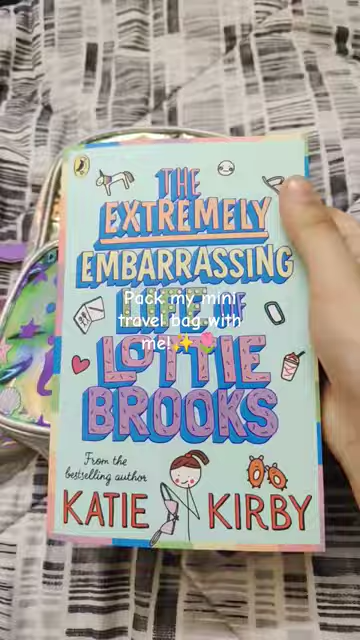 THE
EXTREMELY
EMBARRASSING
LIFE OF
LOTTIE
BROOKS
Pack my mini
travel bag with
me!✨🌸
From the
bestselling author
KATIE KIRBY